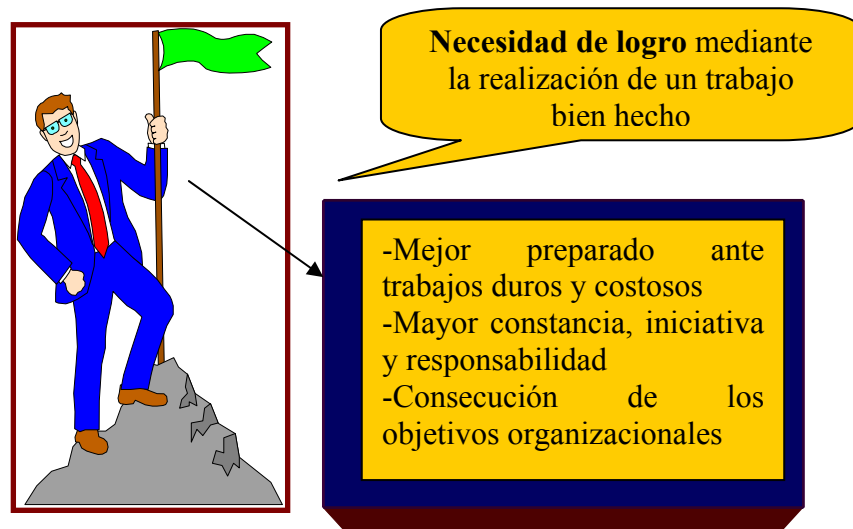 Necesidad de logro mediante
la realización de un trabajo
bien hecho
-Mejor preparado ante
trabajos duros y costosos
-Mayor constancia, iniciativa
y responsabilidad
-Consecución de los
objetivos organizacionales